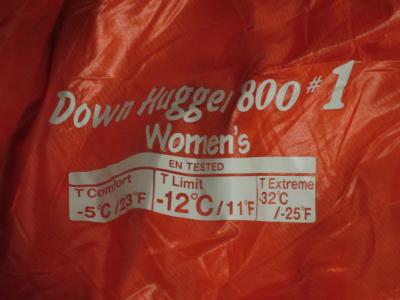 Down Hugger 800 #1
Women's
EN TESTED
T Comfort T Limit T Extreme
-5℃/23°F -12℃/11°F -32℃
/-25°F